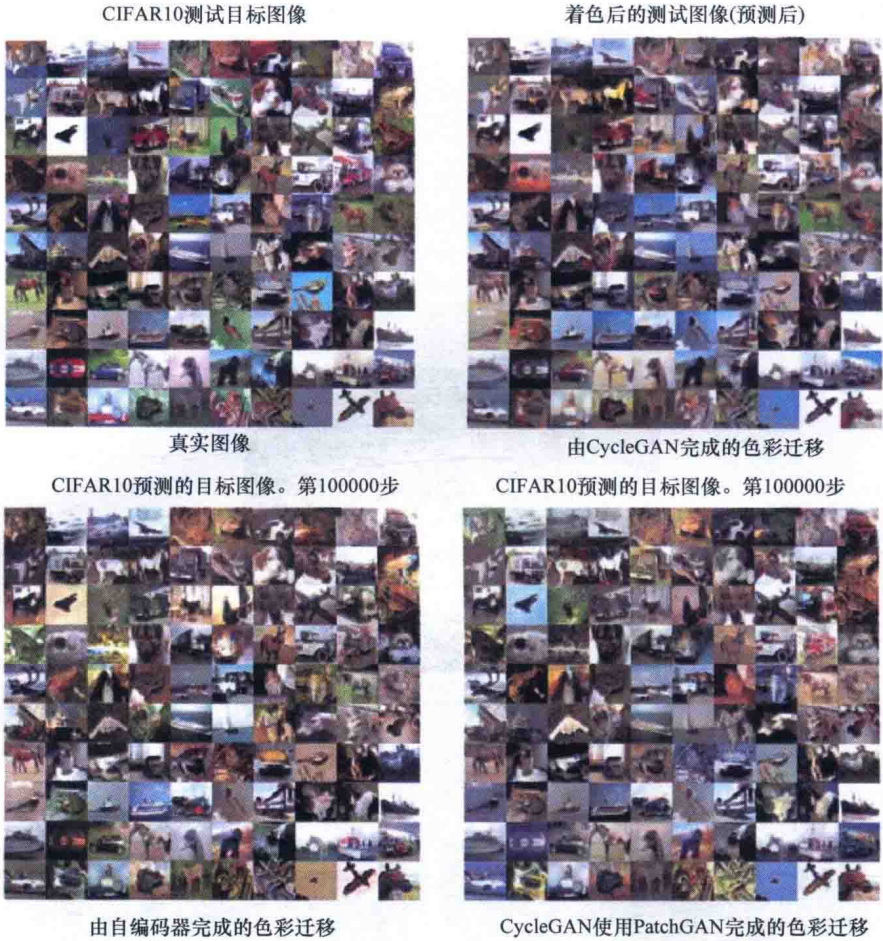 CIFAR10测试目标图像
着色后的测试图像(预测后)
真实图像
由CycleGAN完成的色彩迁移
CIFAR10预测的目标图像。第100000步
CIFAR10预测的目标图像。第100000步
由自编码器完成的色彩迁移
CycleGAN使用PatchGAN完成的色彩迁移